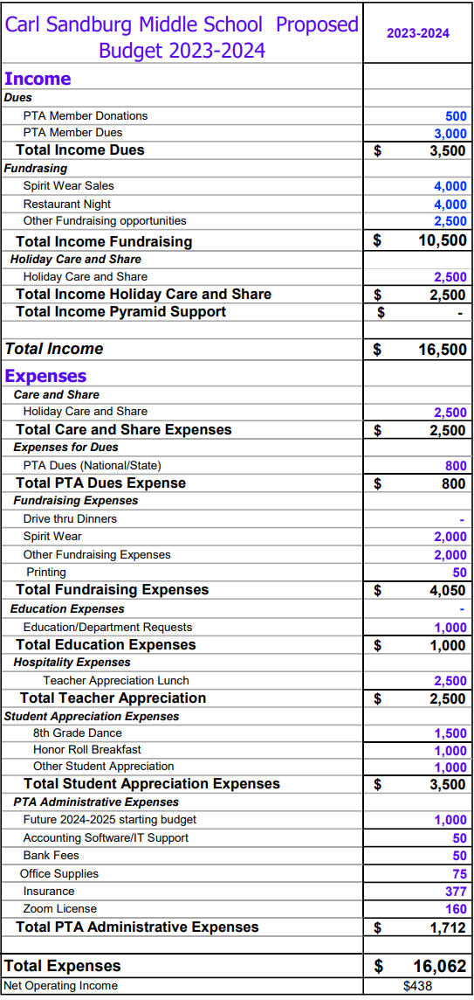 Carl Sandburg Middle School Proposed
Budget 2023-2024
2023-2024
Income
Dues
PTA Member Donations 500
PTA Member Dues 3,000
Total Income Dues $ 3,500
Fundrasing
Spirit Wear Sales 4,000
Restaurant Night 4,000
Other Fundraising opportunities 2,500
Total Income Fundraising $ 10,500
Holiday Care and Share
Holiday Care and Share 2,500
Total Income Holiday Care and Share $ 2,500
Total Income Pyramid Support $ -
Total Income $ 16,500
Expenses
Care and Share
Holiday Care and Share 2,500
Total Care and Share Expenses $ 2,500
Expenses for Dues
PTA Dues (National/State) 800
Total PTA Dues Expense $ 800
Fundraising Expenses
Drive thru Dinners -
Spirit Wear 2,000
Other Fundraising Expenses 2,000
Printing 50
Total Fundraising Expenses $ 4,050
Education Expenses -
Education/Department Requests 1,000
Total Education Expenses $ 1,000
Hospitality Expenses
Teacher Appreciation Lunch 2,500
Total Teacher Appreciation $ 2,500
Student Appreciation Expenses
8th Grade Dance 1,500
Honor Roll Breakfast 1,000
Other Student Appreciation 1,000
Total Student Appreciation Expenses $ 3,500
PTA Administrative Expenses
Future 2024-2025 starting budget 1,000
Accounting Software/IT Support 50
Bank Fees 50
Office Supplies 75
Insurance 377
Zoom License 160
Total PTA Administrative Expenses $ 1,712
Total Expenses $ 16,062
Net Operating Income $438